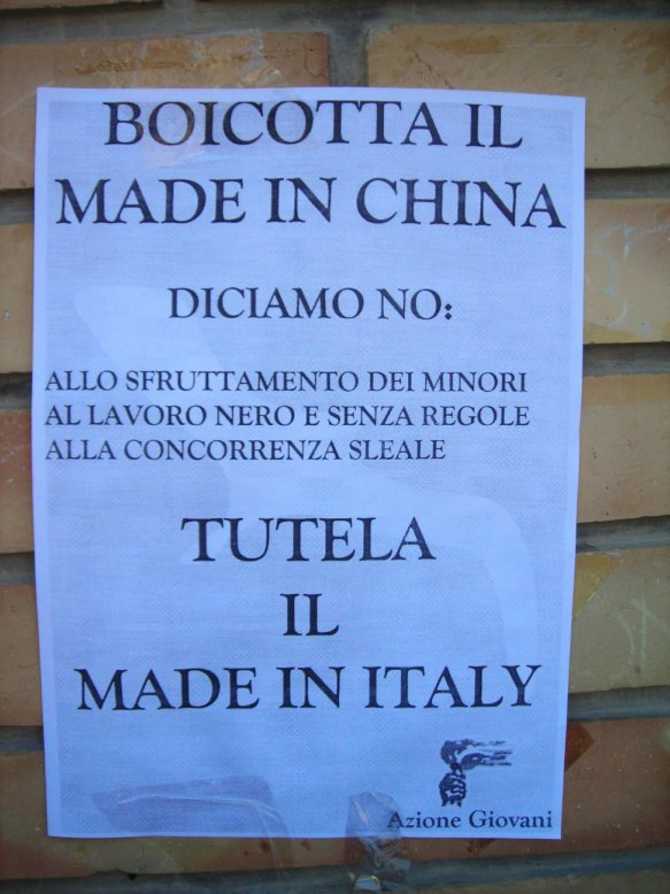 BOICOTTA IL
MADE IN CHINA
DICIAMO NO:
ALLO SFRUTTAMENTO DEI MINORI
AL LAVORO NERO E SENZA REGOLE
ALLA CONCORRENZA SLEALE
TUTELA
IL
MADE IN ITALY
Azione Giovani